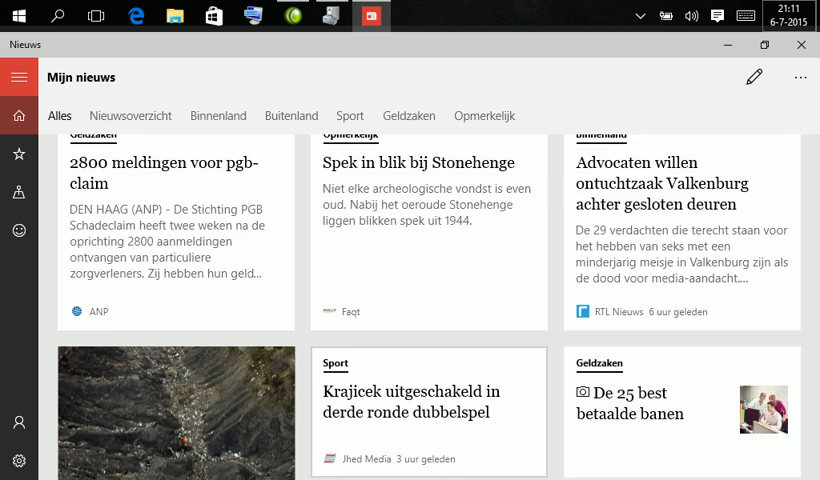 21:11
6-7-2015
Nieuws
Mijn nieuws
Alles Nieuwsoverzicht Binnenland Buitenland Sport Geldzaken Opmerkelijk
Geldzaken
2800 meldingen voor pgb-
claim
DEN HAAG (ANP) - De Stichting PGB
Schadeclaim heeft twee weken na de
oprichting 2800 aanmeldingen
ontvangen van particuliere
zorgverleners. Zij hebben hun geld...
ANP
Opmerkelijk
Spek in blik bij Stonehenge
Niet elke archeologische vondst is even
oud. Nabij het oeroude Stonehenge
liggen blikken spek uit 1944.
Faqt
Binnenland
Advocaten willen
ontuchtzaak Valkenburg
achter gesloten deuren
De 29 verdachten die terecht staan voor
het hebben van seks met een
minderjarig meisje in Valkenburg zijn als
de dood voor media-aandacht....
RTL Nieuws 6 uur geleden
Sport
Krajicek uitgeschakeld in
derde ronde dubbelspel
Jhed Media 3 uur geleden
Geldzaken
De 25 best
betaalde banen